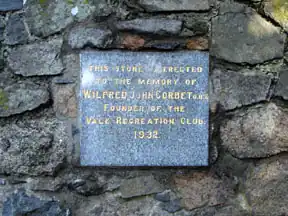 THIS STONE ERECTED
TO THE MEMORY OF
WILFRED JOHN CORBET
FOUNDER OF THE
VALE RECREATION CLUB.
1932.